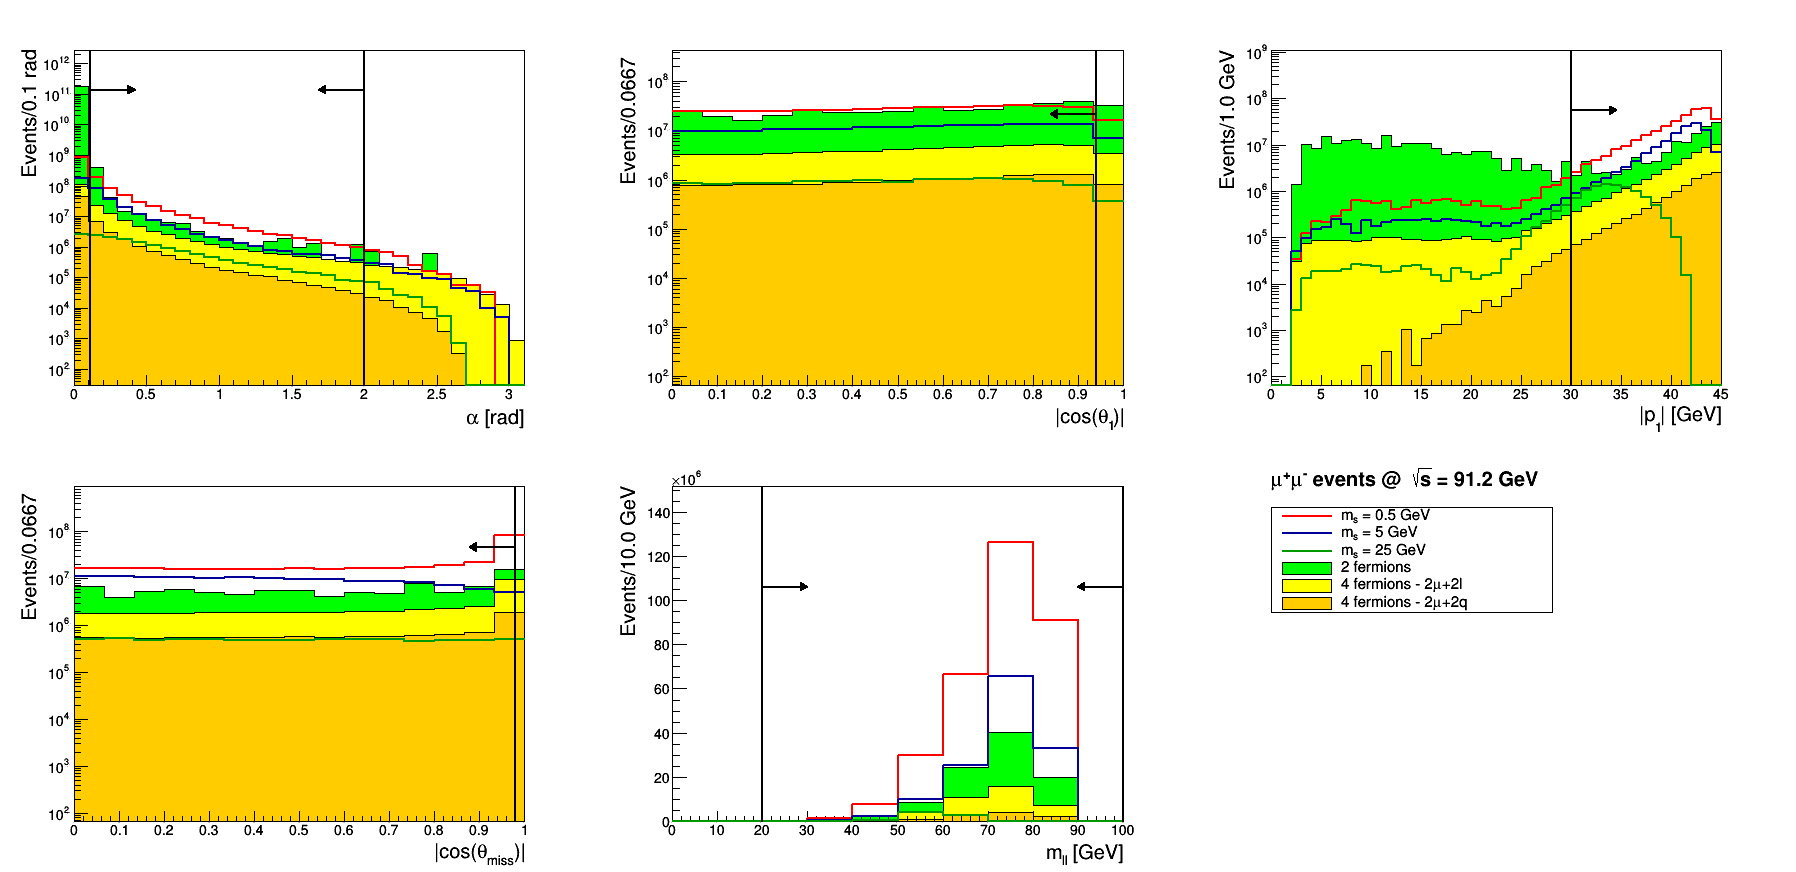 Events/0.1 rad
10¹²
10¹¹
10¹⁰
10⁹
10⁸
10⁷
10⁶
10⁵
10⁴
10³
10²
0 0.5 1 1.5 2 2.5 3
α [rad]
Events/0.0667
10⁸
10⁷
10⁶
10⁵
10⁴
10³
10²
0 0.1 0.2 0.3 0.4 0.5 0.6 0.7 0.8 0.9 1
|cos(θ₁)|
Events/1.0 GeV
10⁹
10⁸
10⁷
10⁶
10⁵
10⁴
10³
10²
0 5 10 15 20 25 30 35 40 45
|p₁| [GeV]
Events/0.0667
10⁸
10⁷
10⁶
10⁵
10⁴
10³
10²
0 0.1 0.2 0.3 0.4 0.5 0.6 0.7 0.8 0.9 1
|cos(θmiss)|
×10⁶
Events/10.0 GeV
140
120
100
80
60
40
20
0
0 10 20 30 40 50 60 70 80 90 100
mll [GeV]
μ⁺μ⁻ events @ √s = 91.2 GeV
ms = 0.5 GeV
ms = 5 GeV
ms = 25 GeV
2 fermions
4 fermions - 2μ+2l
4 fermions - 2μ+2q